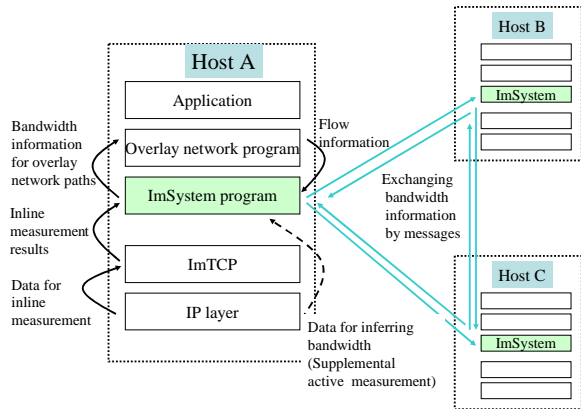 Host A
Application
Overlay network program
ImSystem program
ImTCP
IP layer
Bandwidth
information
for overlay
network paths
Inline
measurement
results
Data for
inline
measurement
Flow
information
Data for inferring
bandwidth
(Supplemental
active measurement)
Exchanging
bandwidth
information
by messages
Host B
ImSystem
Host C
ImSystem